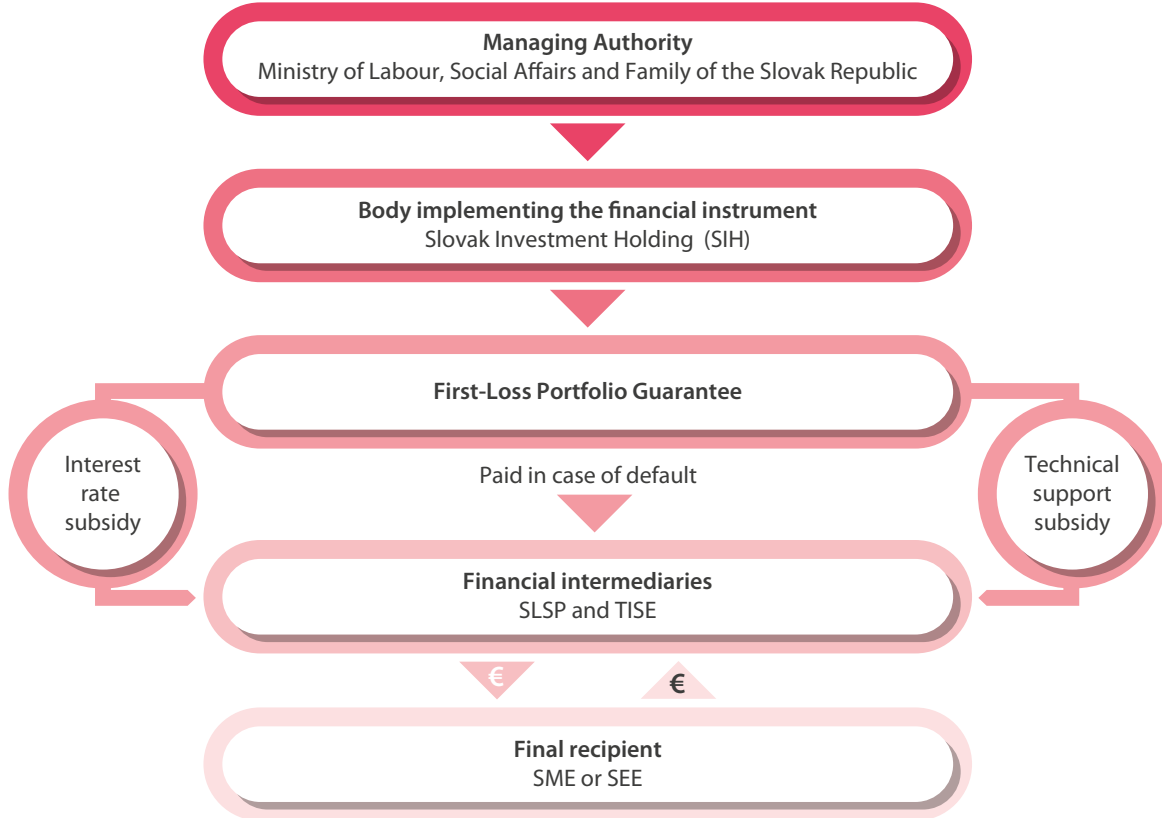 Managing Authority
Ministry of Labour, Social Affairs and Family of the Slovak Republic
Body implementing the financial instrument
Slovak Investment Holding (SIH)
First-Loss Portfolio Guarantee
Interest
rate
subsidy
Paid in case of default
Technical
support
subsidy
Financial intermediaries
SLSP and TISE
€ €
Final recipient
SME or SEE